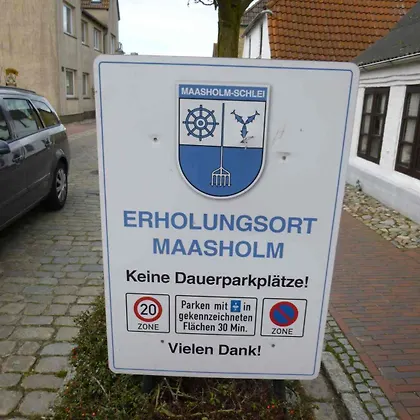 MAASHOLM-SCHLEI
ERHOLUNGSORT
MAASHOLM
Keine Dauerparkplätze!
20
ZONE
Parken mit in
gekennzeichneten
Flächen 30 Min.
ZONE
Vielen Dank!